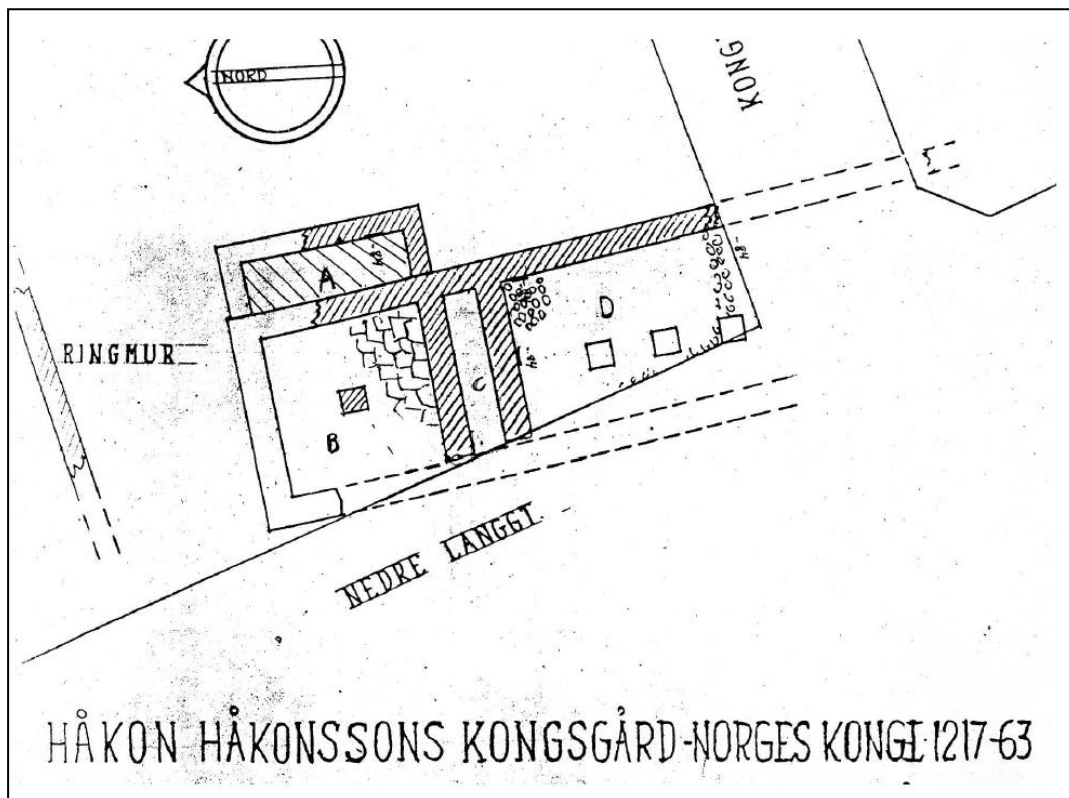 NORD
KONG
A
RINGMUR
D
C
B
NEDRE LANGGT.
HÅKON HÅKONSSONS KONGSGÅRD-NORGES KONGE 1217-63